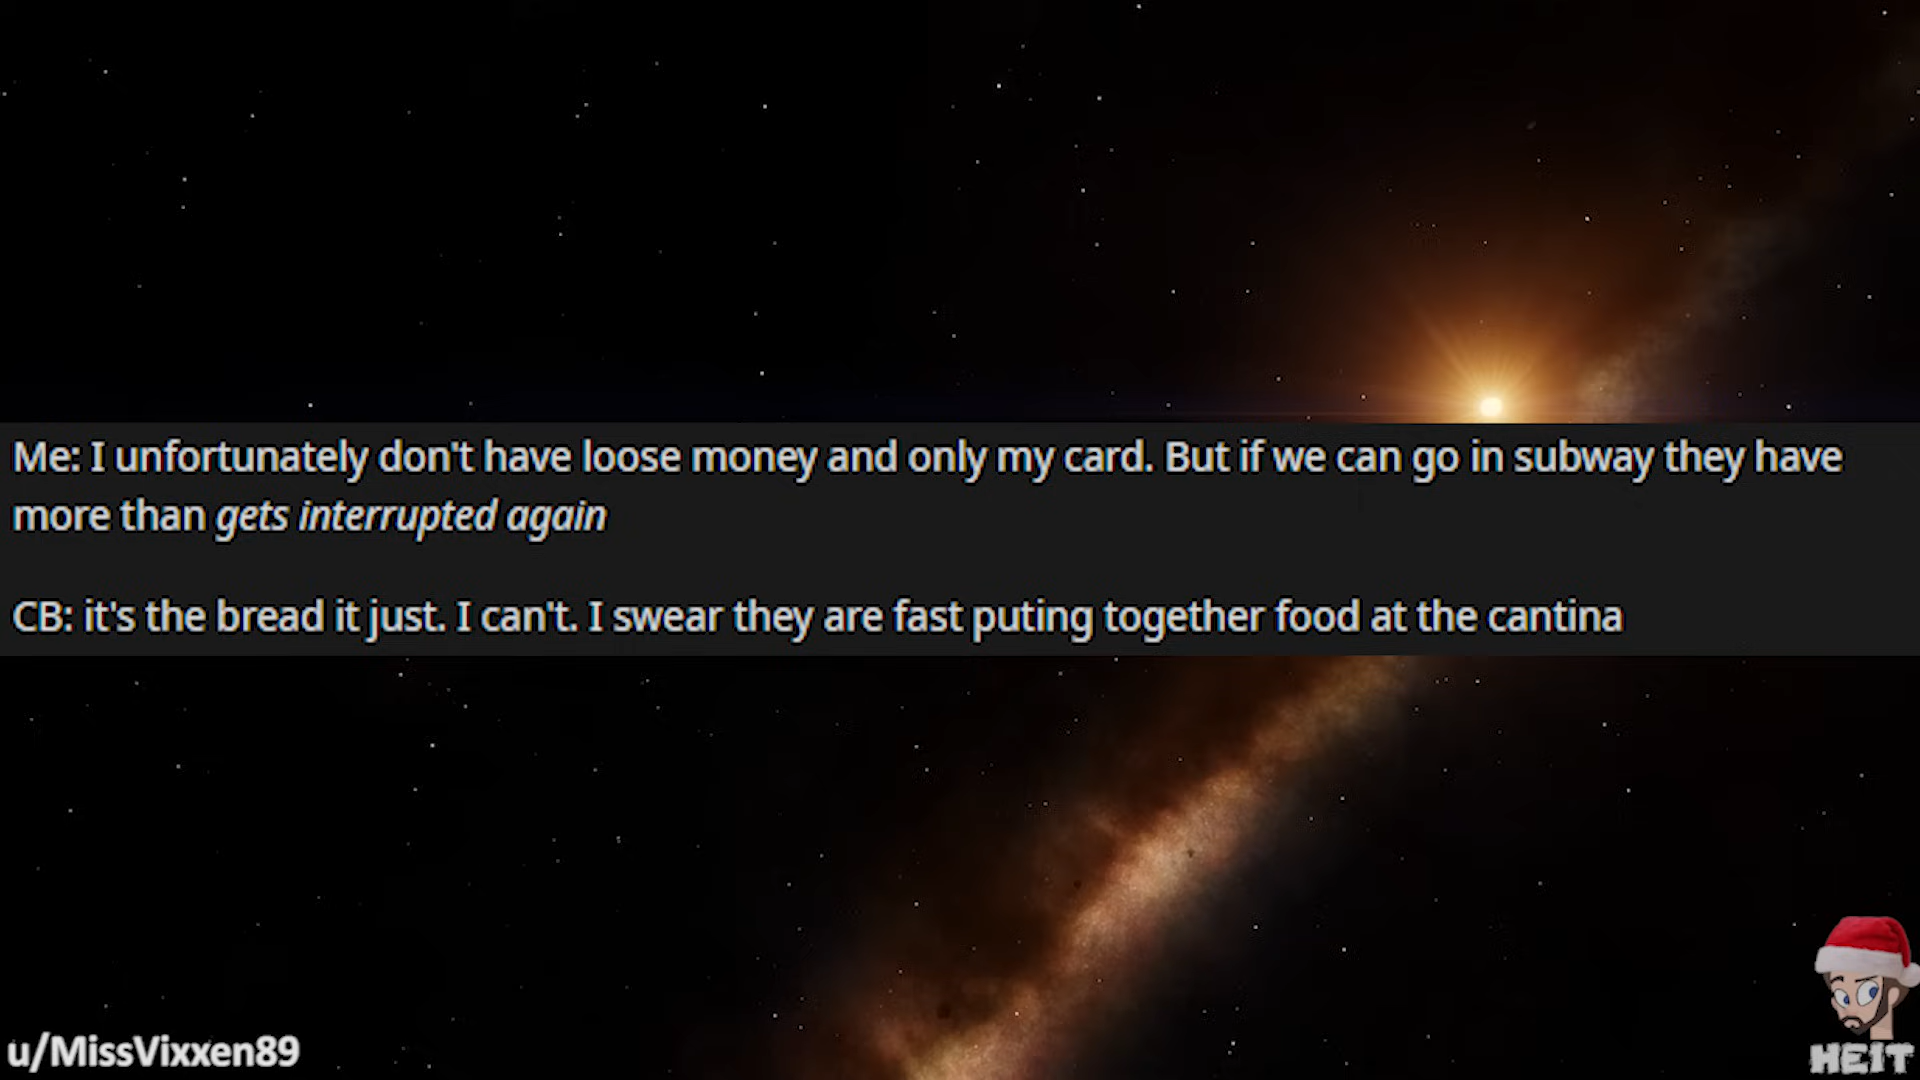 Me: I unfortunately don't have loose money and only my card. But if we can go in subway they have
more than gets interrupted again
CB: it's the bread it just. I can't. I swear they are fast puting together food at the cantina
u/MissVixxen89
HEIT